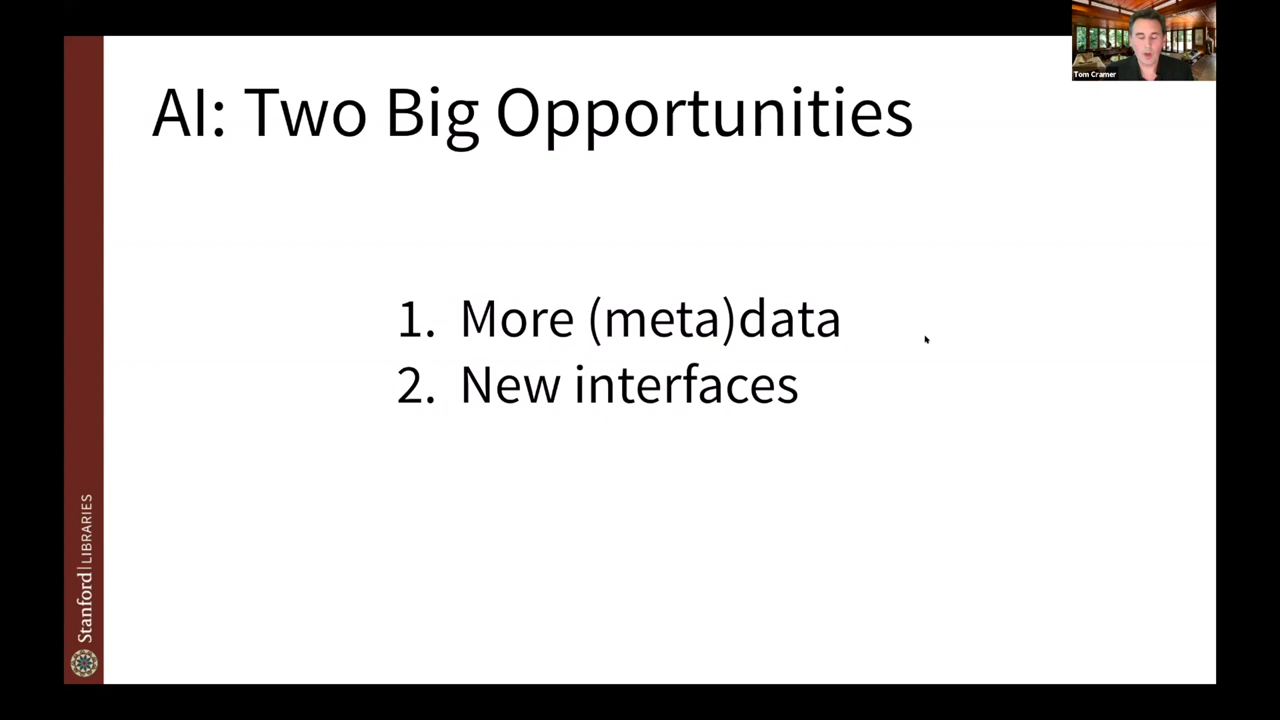 AI: Two Big Opportunities
Tom Cramer
1. More (meta)data
2. New interfaces
Stanford | LIBRARIES